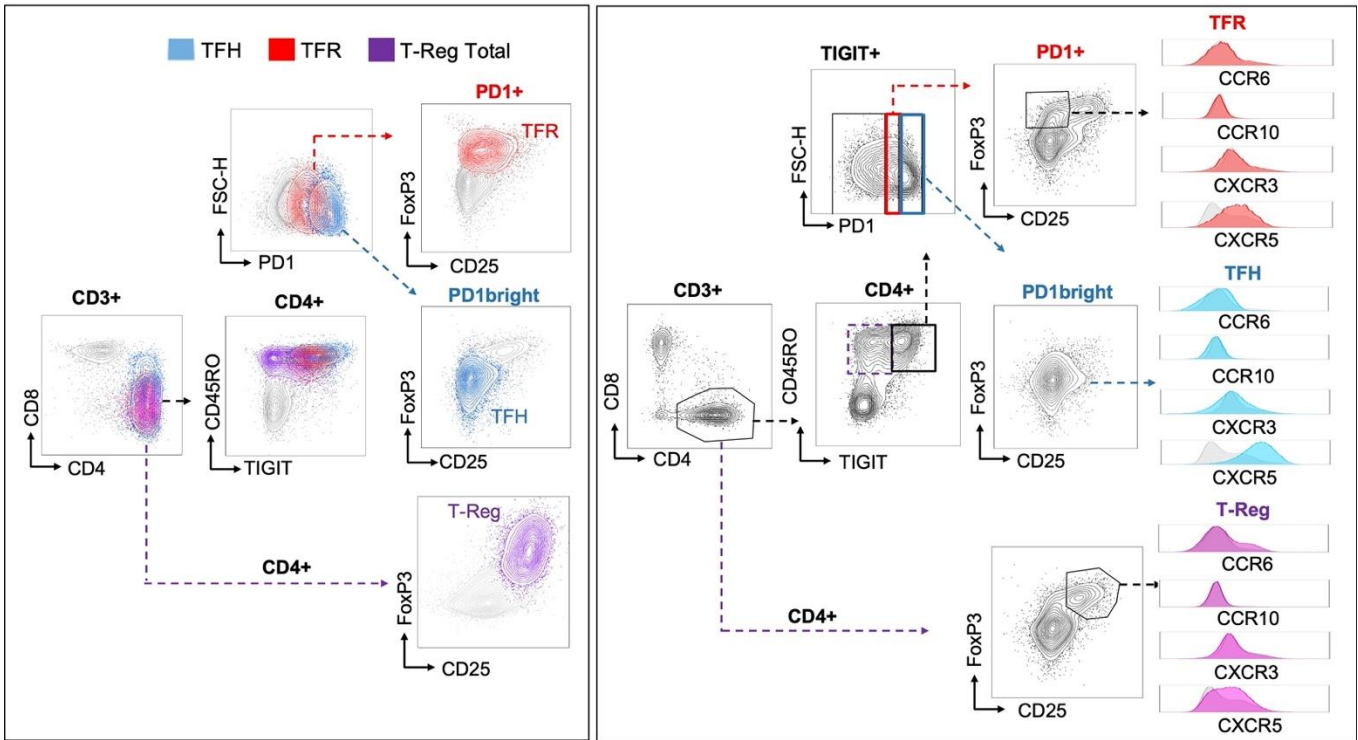 TFH
TFR
T-Reg Total
PD1+
TFR
FSC-H
PD1
FoxP3
CD25
CD3+
CD4+
PD1bright
CD8
CD4
CD45RO
TIGIT
FoxP3
TFH
CD25
T-Reg
CD4+
FoxP3
CD25
TIGIT+
PD1+
FSC-H
PD1
FoxP3
CD25
TFR
CCR6
CCR10
CXCR3
CXCR5
CD3+
CD4+
PD1bright
CD8
CD4
CD45RO
TIGIT
FoxP3
CD25
TFH
CCR6
CCR10
CXCR3
CXCR5
CD4+
FoxP3
CD25
T-Reg
CCR6
CCR10
CXCR3
CXCR5